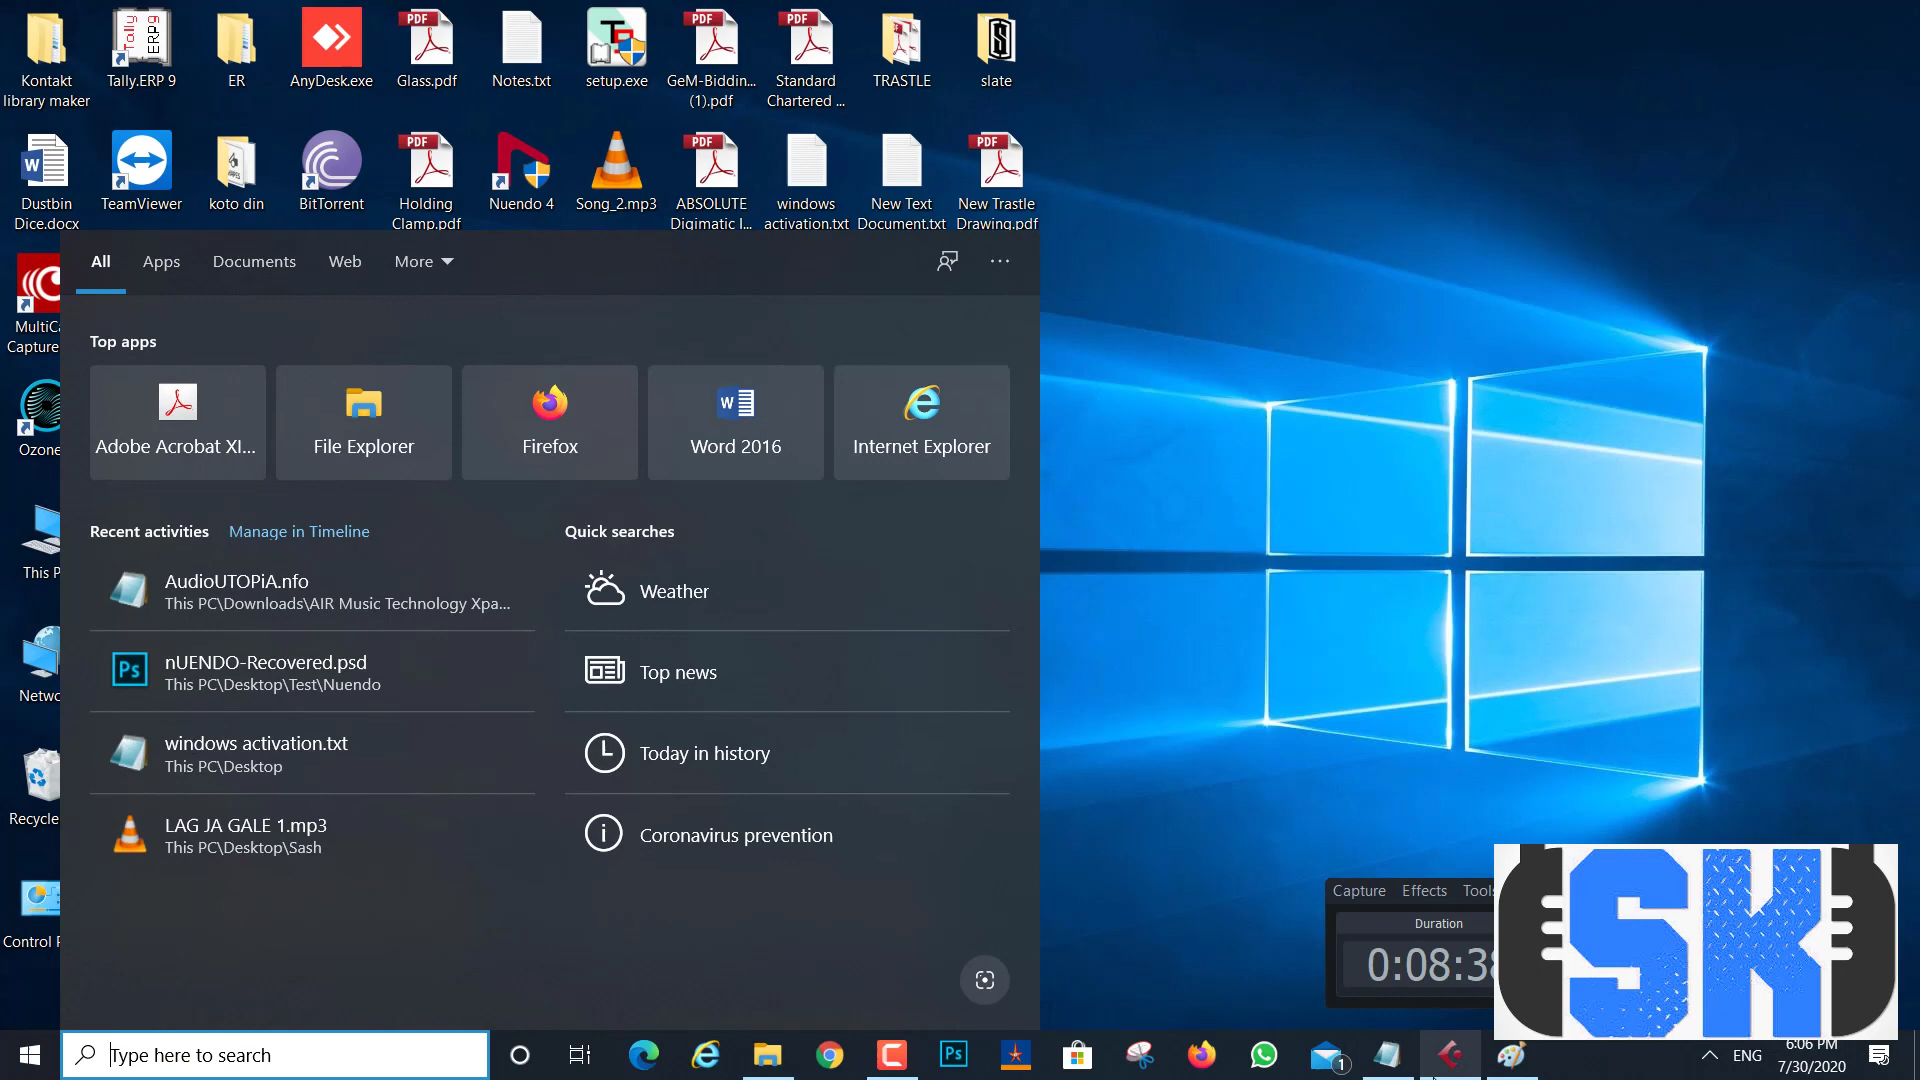 Kontakt
library maker
Tally.ERP 9
ER
AnyDesk.exe
Glass.pdf
Notes.txt
setup.exe
GeM-Biddin...
(1).pdf
Standard
Chartered ...
TRASTLE
slate
Dustbin
Dice.docx
TeamViewer
koto din
BitTorrent
Holding
Clamp.pdf
Nuendo 4
Song_2.mp3
ABSOLUTE
Digimatic I...
windows
activation.txt
New Text
Document.txt
New Trastle
Drawing.pdf
MultiCa
Capture
Ozone
This P
Netwo
Recycle
Control P
All
Apps
Documents
Web
More
Top apps
Adobe Acrobat XI...
File Explorer
Firefox
Word 2016
Internet Explorer
Recent activities
Manage in Timeline
AudioUTOPiA.nfo
This PC\Downloads\AIR Music Technology Xpa...
nUENDO-Recovered.psd
This PC\Desktop\Test\Nuendo
windows activation.txt
This PC\Desktop
LAG JA GALE 1.mp3
This PC\Desktop\Sash
Quick searches
Weather
Top news
Today in history
Coronavirus prevention
Capture
Effects
Tools
Duration
0:08:38
SK
Type here to search
1
ENG
6:06 PM
7/30/2020